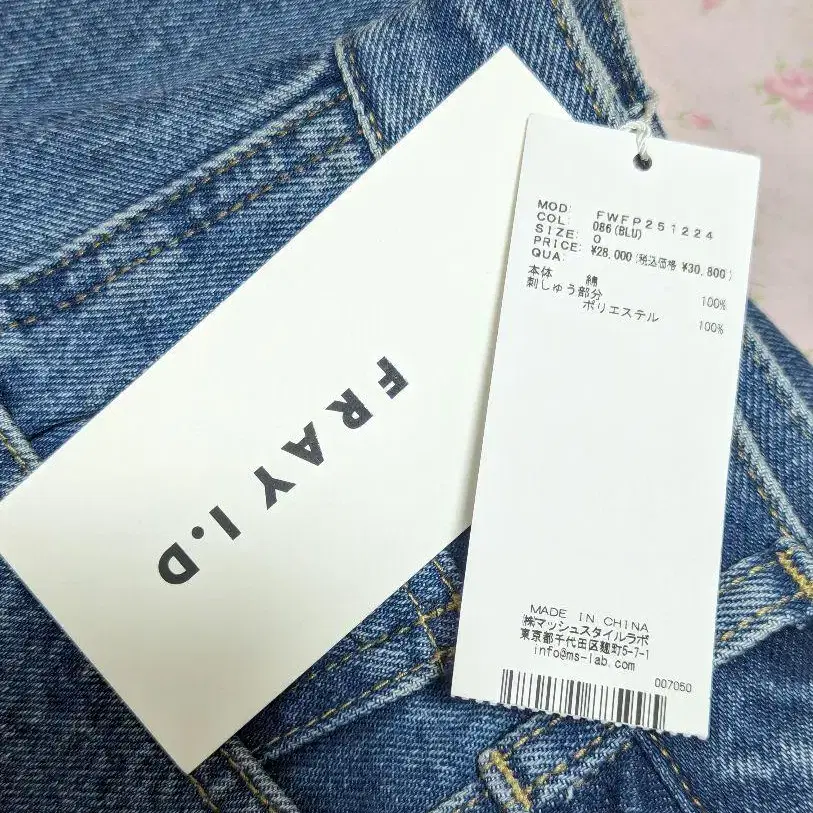 FRAY I.D
MOD: FWFP251224
COL: 086(BLU)
SIZE: 0
PRICE: ¥28,000(税込価格 ¥30,800)
QUA:
本体 綿 100%
刺しゅう部分
ポリエステル 100%
MADE IN CHINA
㈱マッシュスタイルラボ
東京都千代田区麹町5-7-1
info@ms-lab.com
007050